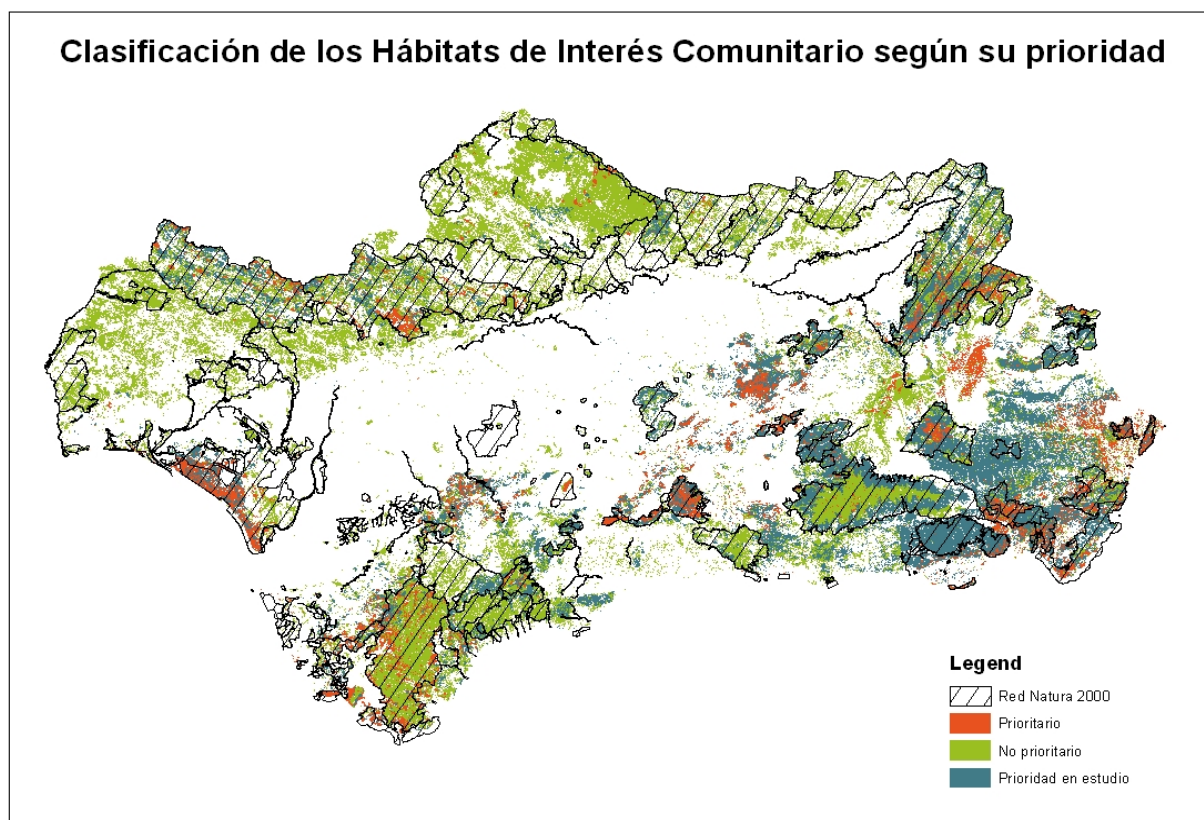 Clasificación de los Hábitats de Interés Comunitario según su prioridad
Legend
Red Natura 2000
Prioritario
No prioritario
Prioridad en estudio